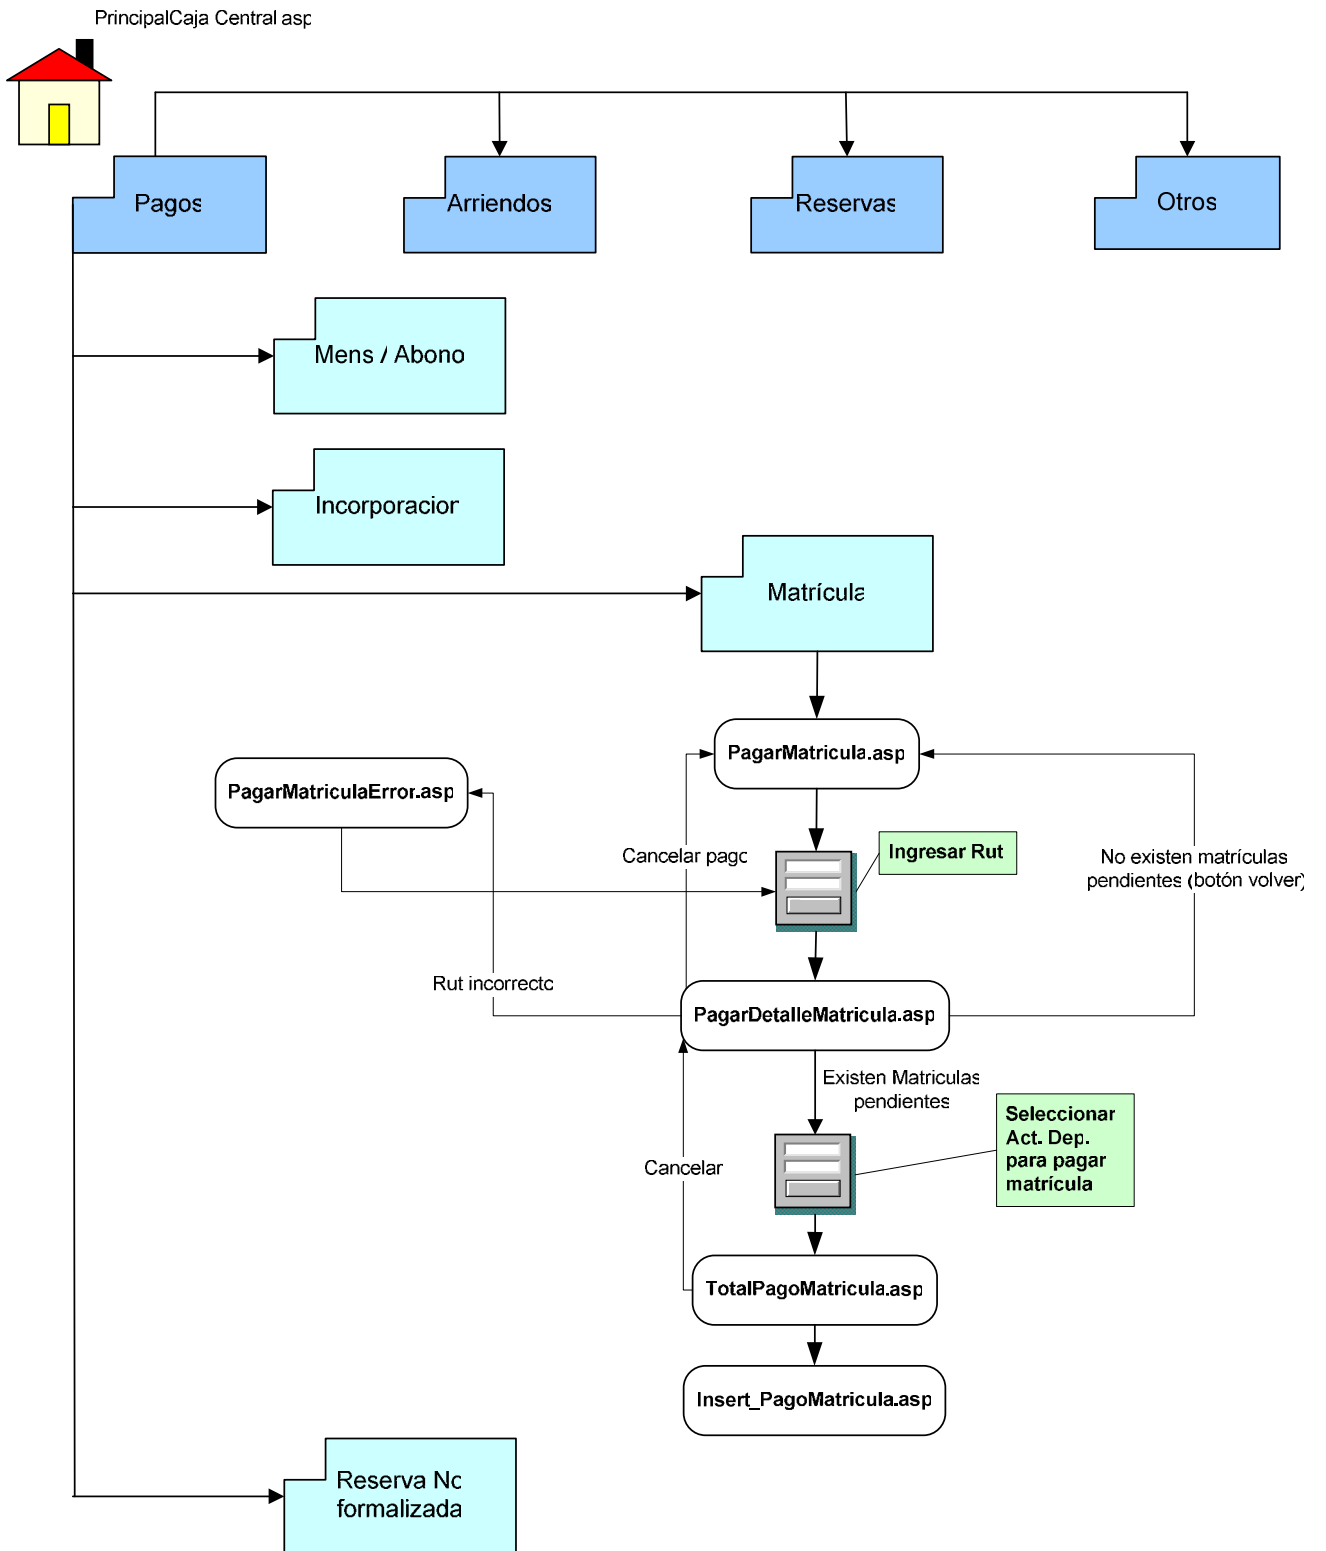 PrincipalCaja Central asp
Pagos
Arriendos
Reservas
Otros
Mens / Abono
Incorporacion
Matrícula
PagarMatricula.asp
PagarMatriculaError.asp
Cancelar pago
Ingresar Rut
No existen matrículas
pendientes (botón volver)
Rut incorrecto
PagarDetalleMatricula.asp
Existen Matriculas
pendientes
Seleccionar
Act. Dep.
para pagar
matrícula
Cancelar
TotalPagoMatricula.asp
Insert_PagoMatricula.asp
Reserva No
formalizada